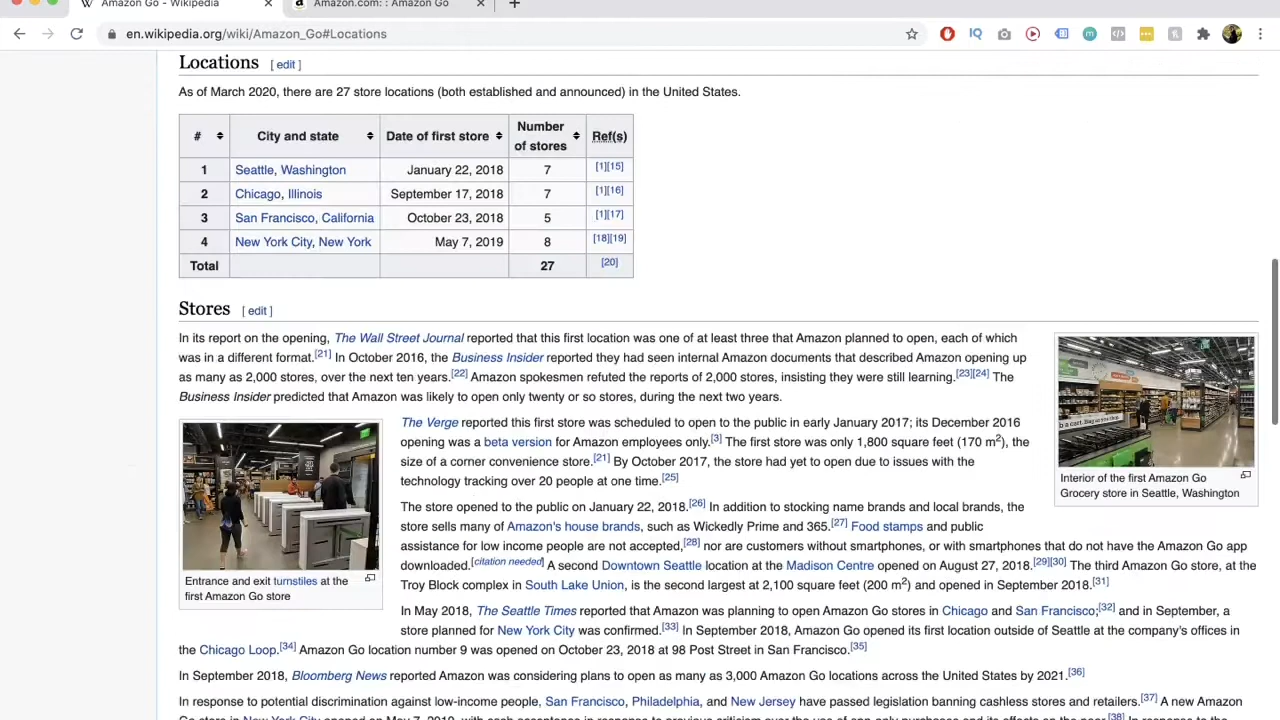 Amazon Go - Wikipedia
Amazon.com: : Amazon Go
en.wikipedia.org/wiki/Amazon_Go#Locations
Locations [ edit ]
As of March 2020, there are 27 store locations (both established and announced) in the United States.
# City and state Date of first store Number of stores Ref(s)
1 Seattle, Washington January 22, 2018 7 [1][15]
2 Chicago, Illinois September 17, 2018 7 [1][16]
3 San Francisco, California October 23, 2018 5 [1][17]
4 New York City, New York May 7, 2019 8 [18][19]
Total 27 [20]
Stores [ edit ]
In its report on the opening, The Wall Street Journal reported that this first location was one of at least three that Amazon planned to open, each of which
was in a different format.[21] In October 2016, the Business Insider reported they had seen internal Amazon documents that described Amazon opening up
as many as 2,000 stores, over the next ten years.[22] Amazon spokesmen refuted the reports of 2,000 stores, insisting they were still learning.[23][24] The
Business Insider predicted that Amazon was likely to open only twenty or so stores, during the next two years.
Interior of the first Amazon Go
Grocery store in Seattle, Washington
Entrance and exit turnstiles at the
first Amazon Go store
The Verge reported this first store was scheduled to open to the public in early January 2017; its December 2016
opening was a beta version for Amazon employees only.[3] The first store was only 1,800 square feet (170 m2), the
size of a corner convenience store.[21] By October 2017, the store had yet to open due to issues with the
technology tracking over 20 people at one time.[25]
The store opened to the public on January 22, 2018.[26] In addition to stocking name brands and local brands, the
store sells many of Amazon's house brands, such as Wickedly Prime and 365.[27] Food stamps and public
assistance for low income people are not accepted,[28] nor are customers without smartphones, or with smartphones that do not have the Amazon Go app
downloaded.[citation needed] A second Downtown Seattle location at the Madison Centre opened on August 27, 2018.[29][30] The third Amazon Go store, at the
Troy Block complex in South Lake Union, is the second largest at 2,100 square feet (200 m2) and opened in September 2018.[31]
In May 2018, The Seattle Times reported that Amazon was planning to open Amazon Go stores in Chicago and San Francisco;[32] and in September, a
store planned for New York City was confirmed.[33] In September 2018, Amazon Go opened its first location outside of Seattle at the company's offices in
the Chicago Loop.[34] Amazon Go location number 9 was opened on October 23, 2018 at 98 Post Street in San Francisco.[35]
In September 2018, Bloomberg News reported Amazon was considering plans to open as many as 3,000 Amazon Go locations across the United States by 2021.[36]
In response to potential discrimination against low-income people, San Francisco, Philadelphia, and New Jersey have passed legislation banning cashless stores and retailers.[37] A new Amazon